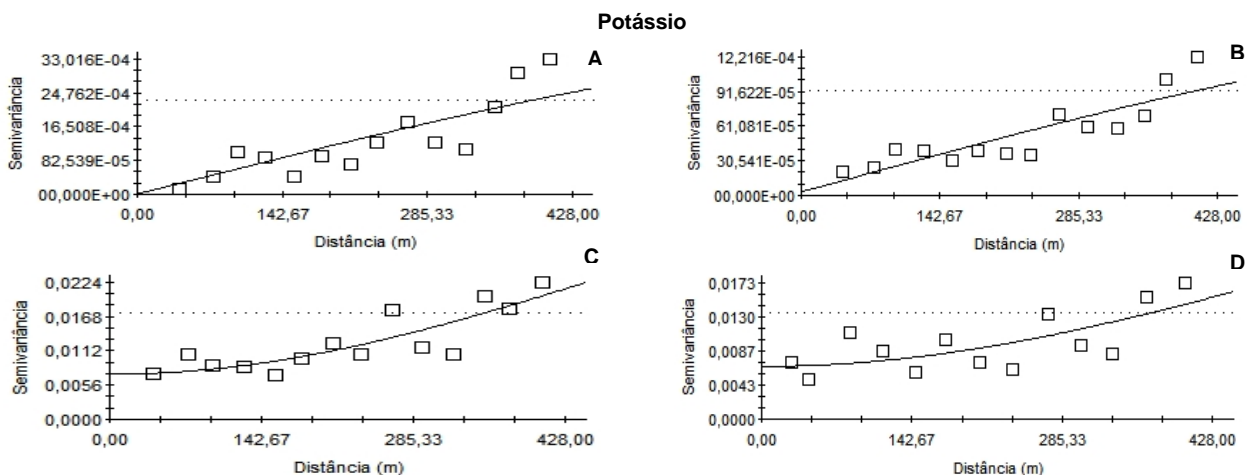 Potássio
A
Semivariância
33,016E-04
24,762E-04
16,508E-04
82,539E-05
00,000E+00
0,00 142,67 285,33 428,00
Distância (m)
B
Semivariância
12,216E-04
91,622E-05
61,081E-05
30,541E-05
00,000E+00
0,00 142,67 285,33 428,00
Distância (m)
C
Semivariância
0,0224
0,0168
0,0112
0,0056
0,0000
0,00 142,67 285,33 428,00
Distância (m)
D
Semivariância
0,0173
0,0130
0,0087
0,0043
0,0000
0,00 142,67 285,33 428,00
Distância (m)